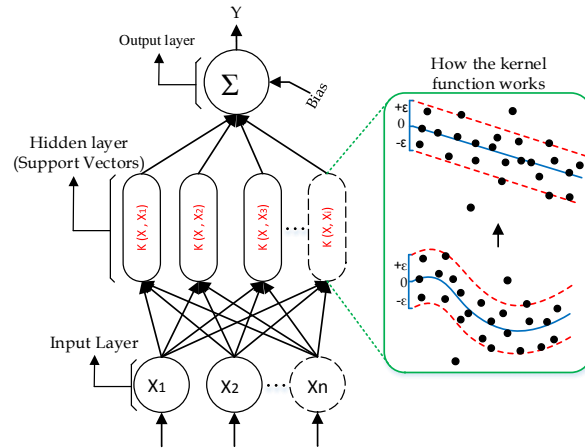 Y
Output layer
Σ
Bias
How the kernel
function works
+ε
0
-ε
Hidden layer
(Support Vectors)
K (X , X1)
K (X , X2)
K (X , X3)
K (X, Xi)
+ε
0
-ε
Input Layer
X1
X2
Xn